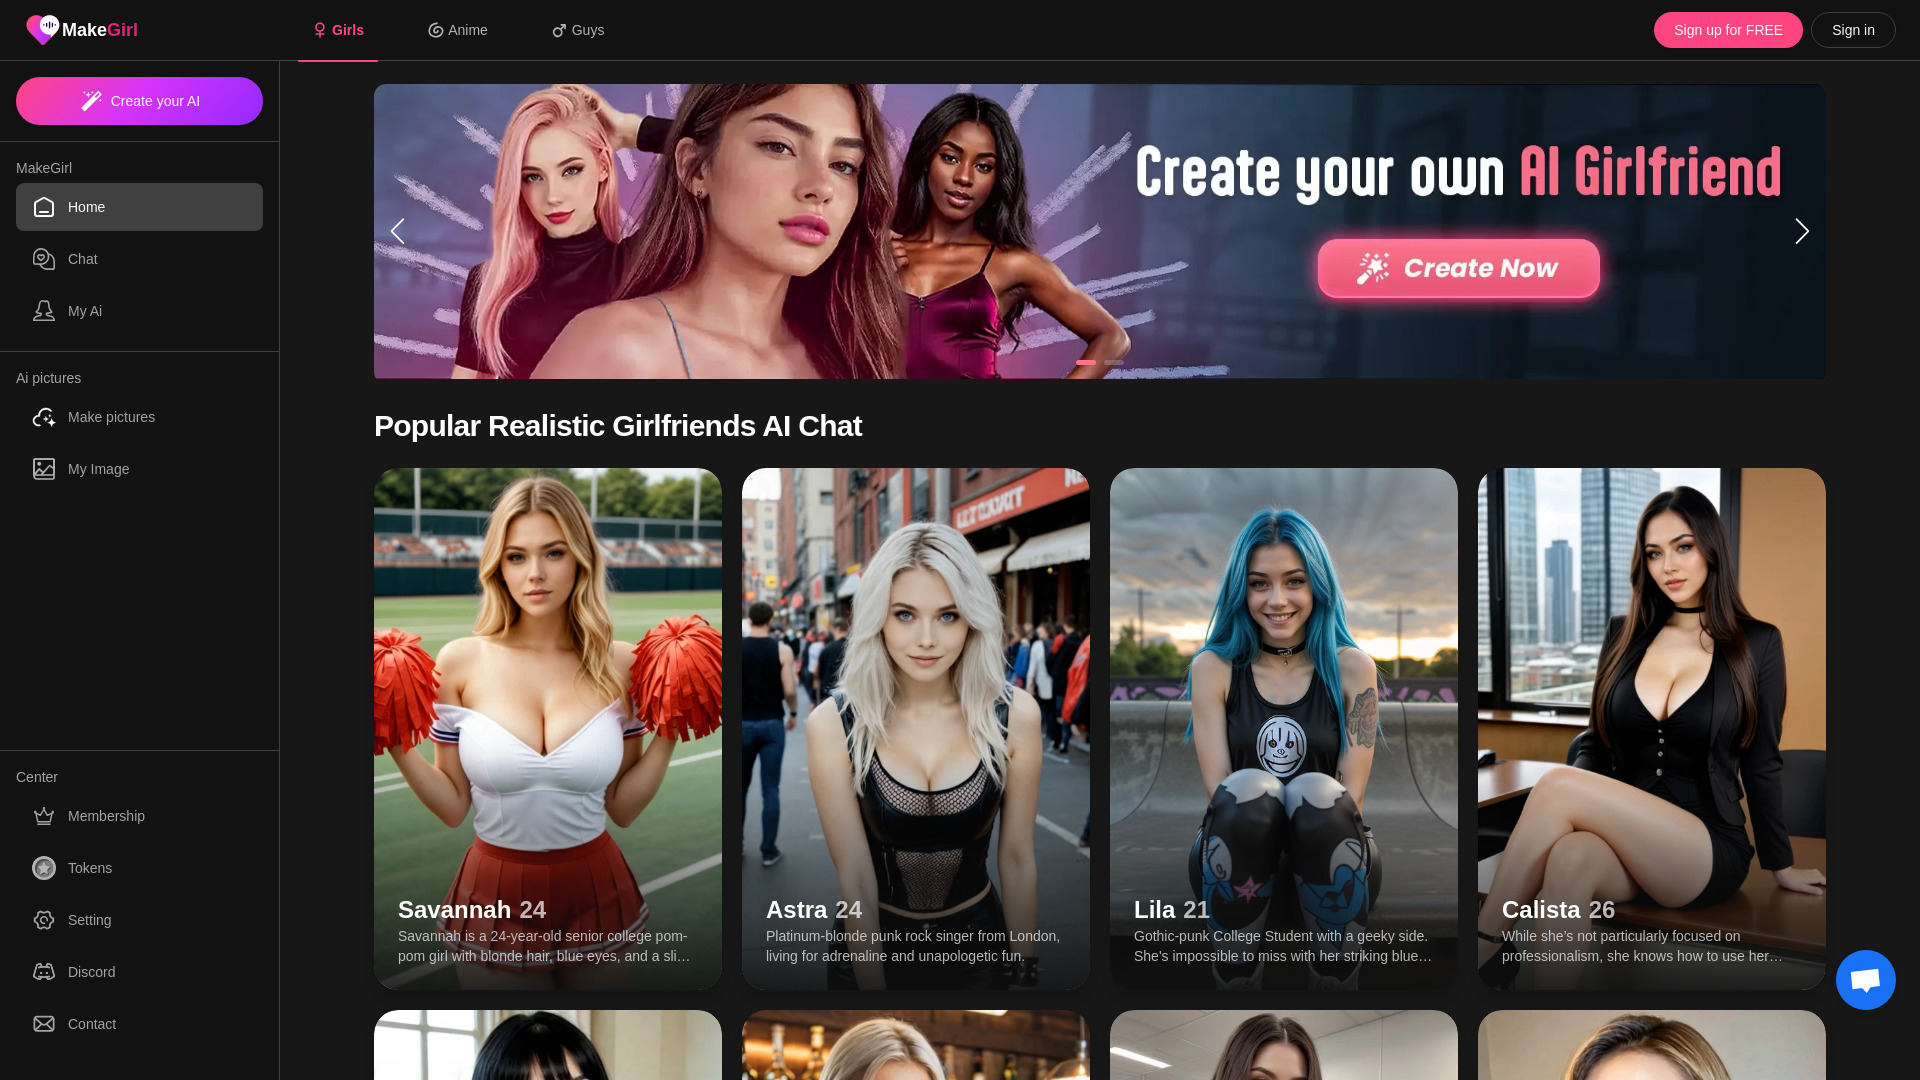 MakeGirl
Girls
Anime
Guys
Sign up for FREE
Sign in
Create your AI
MakeGirl
Home
Chat
My Ai
Ai pictures
Make pictures
My Image
Center
Membership
Tokens
Setting
Discord
Contact
Create your own AI Girlfriend
Create Now
Popular Realistic Girlfriends AI Chat
Savannah 24
Savannah is a 24-year-old senior college pom-
pom girl with blonde hair, blue eyes, and a sli…
Astra 24
Platinum-blonde punk rock singer from London,
living for adrenaline and unapologetic fun.
Lila 21
Gothic-punk College Student with a geeky side.
She's impossible to miss with her striking blue…
Calista 26
While she's not particularly focused on
professionalism, she knows how to use her…